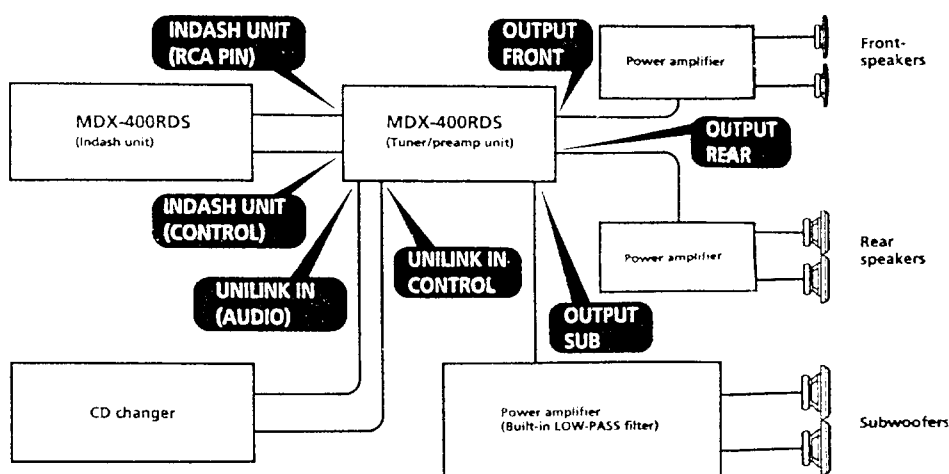 INDASH UNIT
(RCA PIN)
OUTPUT
FRONT
Power amplifier
Front-
speakers
MDX-400RDS
(Indash unit)
MDX-400RDS
(Tuner/preamp unit)
OUTPUT
REAR
INDASH UNIT
(CONTROL)
UNILINK IN
(AUDIO)
UNILINK IN
CONTROL
Power amplifier
Rear
speakers
OUTPUT
SUB
CD changer
Power amplifier
(Built-in LOW-PASS filter)
Subwoofers